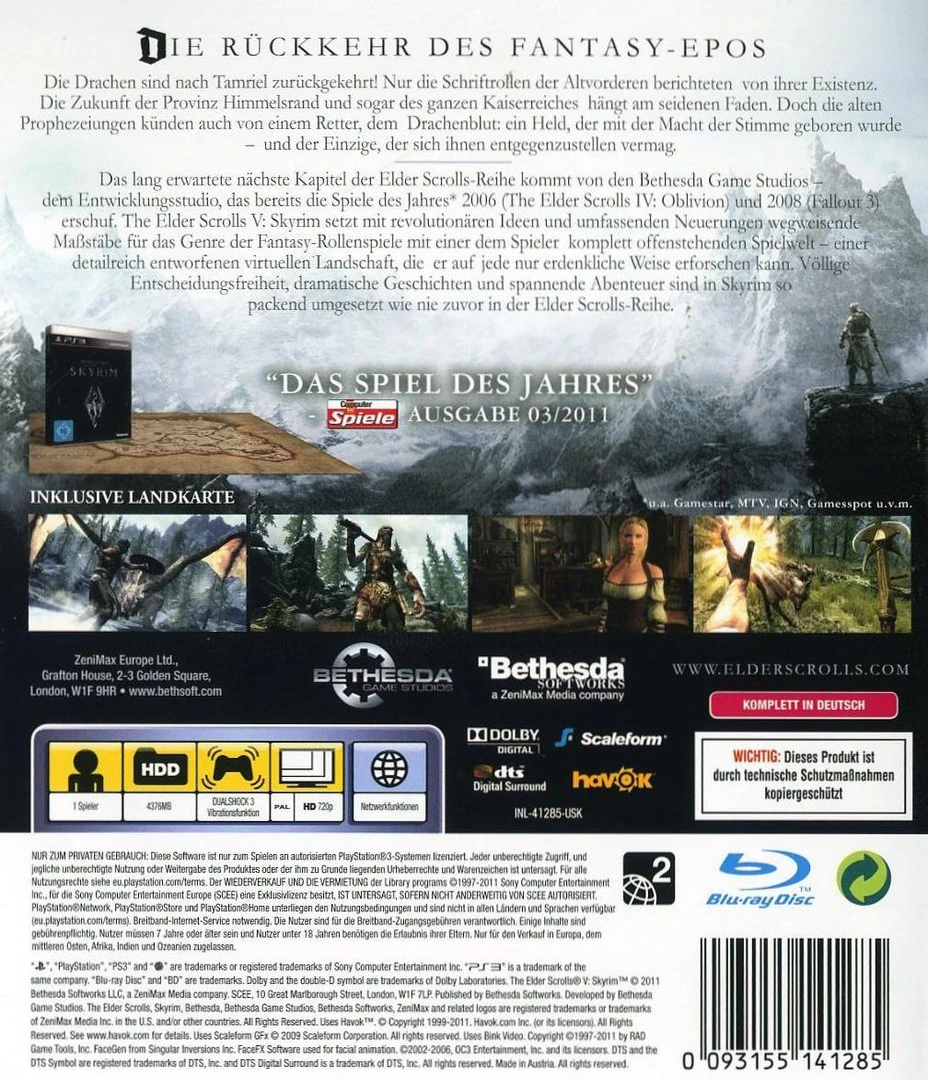 DIE RÜCKKEHR DES FANTASY-EPOS
Die Drachen sind nach Tamriel zurückgekehrt! Nur die Schriftrollen der Altvorderen berichteten von ihrer Existenz.
Die Zukunft der Provinz Himmelsrand und sogar des ganzen Kaiserreiches hängt am seidenen Faden. Doch die alten
Prophezeiungen künden auch von einem Retter, dem Drachenblut: ein Held, der mit der Macht der Stimme geboren wurde
– und der Einzige, der sich ihnen entgegenzustellen vermag.
Das lang erwartete nächste Kapitel der Elder Scrolls-Reihe kommt von den Bethesda Game Studios –
dem Entwicklungsstudio, das bereits die Spiele des Jahres* 2006 (The Elder Scrolls IV: Oblivion) und 2008 (Fallout 3)
erschuf. The Elder Scrolls V: Skyrim setzt mit revolutionären Ideen und umfassenden Neuerungen wegweisende
Maßstäbe für das Genre der Fantasy-Rollenspiele mit einer dem Spieler komplett offenstehenden Spielwelt – einer
detailreich entworfenen virtuellen Landschaft, die er auf jede nur erdenkliche Weise erforschen kann. Völlige
Entscheidungsfreiheit, dramatische Geschichten und spannende Abenteuer sind in Skyrim so
packend umgesetzt wie nie zuvor in der Elder Scrolls-Reihe.
PS3
SKYRIM
16
"DAS SPIEL DES JAHRES"
- Computer Spiele AUSGABE 03/2011
INKLUSIVE LANDKARTE
*u.a. Gamestar, MTV, IGN, Gamesspot u.v.m.
ZeniMax Europe Ltd.,
Grafton House, 2-3 Golden Square,
London, W1F 9HR • www.bethsoft.com
BETHESDA
GAME STUDIOS
Bethesda
SOFTWORKS
a ZeniMax Media company
WWW.ELDERSCROLLS.COM
KOMPLETT IN DEUTSCH
HDD
1 Spieler
4376MB
DUALSHOCK 3
Vibrationsfunktion
PAL
HD 720p
Netzwerkfunktionen
DOLBY
DIGITAL
Scaleform
dts
Digital Surround
havok
INL-41285-USK
WICHTIG: Dieses Produkt ist
durch technische Schutzmaßnahmen
kopiergeschützt
NUR ZUM PRIVATEN GEBRAUCH: Diese Software ist nur zum Spielen an autorisierten PlayStation®3-Systemen lizenziert. Jeder unberechtigte Zugriff, und
jegliche unberechtigte Nutzung oder Weitergabe des Produktes oder der ihm zu Grunde liegenden Urheberrechte und Warenzeichen ist untersagt. Für alle
Nutzungsrechte siehe eu.playstation.com/terms. Der WIEDERVERKAUF UND DIE VERMIETUNG der Library programs ©1997-2011 Sony Computer Entertainment
Inc., für die Sony Computer Entertainment Europe (SCEE) eine Exklusivlizenz besitzt, IST UNTERSAGT, SOFERN NICHT ANDERWEITIG VON SCEE AUTORISIERT.
PlayStation®Network, PlayStation®Store und PlayStation®Home unterliegen den Nutzungsbedingungen und sind nicht in allen Ländern und Sprachen verfügbar
(eu.playstation.com/terms). Breitband-Internet-Service notwendig. Die Nutzer sind für die Breitband-Zugangsgebühren verantwortlich. Einige Inhalte sind
gebührenpflichtig. Nutzer müssen 7 Jahre oder älter sein und Nutzer unter 18 Jahren benötigen die Erlaubnis ihrer Eltern. Nur für den Verkauf in Europa, dem
mittleren Osten, Afrika, Indien und Ozeanien zugelassen.
2
Blu-ray Disc™
" ", "PlayStation", "PS3" and " " are trademarks or registered trademarks of Sony Computer Entertainment Inc. "PS3" is a trademark of the
same company. "Blu-ray Disc" and "BD" are trademarks. Dolby and the double-D symbol are trademarks of Dolby Laboratories. The Elder Scrolls® V: Skyrim™ © 2011
Bethesda Softworks LLC, a ZeniMax Media company. SCEE, 10 Great Marlborough Street, London, W1F 7LP. Published by Bethesda Softworks. Developed by Bethesda
Game Studios. The Elder Scrolls, Skyrim, Bethesda, Bethesda Game Studios, Bethesda Softworks, ZeniMax and related logos are registered trademarks or trademarks
of ZeniMax Media Inc. in the U.S. and/or other countries. All Rights Reserved. Uses Havok™. © Copyright 1999-2011. Havok.com Inc. (or its licensors). All Rights
Reserved. See www.havok.com for details. Uses Scaleform GFx © 2009 Scaleform Corporation. All rights reserved. Uses Bink Video. Copyright ©1997-2011 by RAD
Game Tools, Inc. FaceGen from Singular Inversions Inc. FaceFX Software used for facial animation. ©2002-2006, OC3 Entertainment, Inc. and its licensors. DTS and the
DTS Symbol are registered trademarks of DTS, Inc. and DTS Digital Surround is a trademark of DTS, Inc. All rights reserved. Made in Austria. All rights reserved.
0 093155 141285